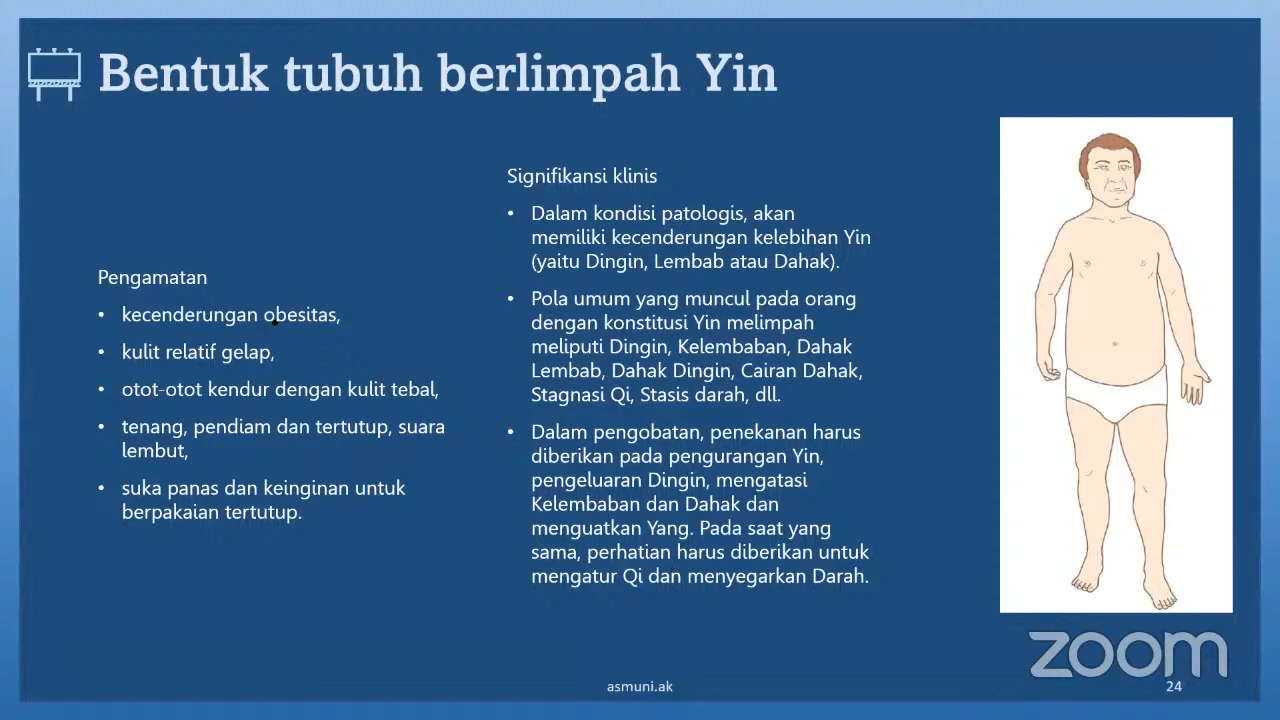 Bentuk tubuh berlimpah Yin
Pengamatan
• kecenderungan obesitas,
• kulit relatif gelap,
• otot-otot kendur dengan kulit tebal,
• tenang, pendiam dan tertutup, suara
lembut,
• suka panas dan keinginan untuk
berpakaian tertutup.
Signifikansi klinis
• Dalam kondisi patologis, akan
memiliki kecenderungan kelebihan Yin
(yaitu Dingin, Lembab atau Dahak).
• Pola umum yang muncul pada orang
dengan konstitusi Yin melimpah
meliputi Dingin, Kelembaban, Dahak
Lembab, Dahak Dingin, Cairan Dahak,
Stagnasi Qi, Stasis darah, dll.
• Dalam pengobatan, penekanan harus
diberikan pada pengurangan Yin,
pengeluaran Dingin, mengatasi
Kelembaban dan Dahak dan
menguatkan Yang. Pada saat yang
sama, perhatian harus diberikan untuk
mengatur Qi dan menyegarkan Darah.
zoom
asmuni.ak
24